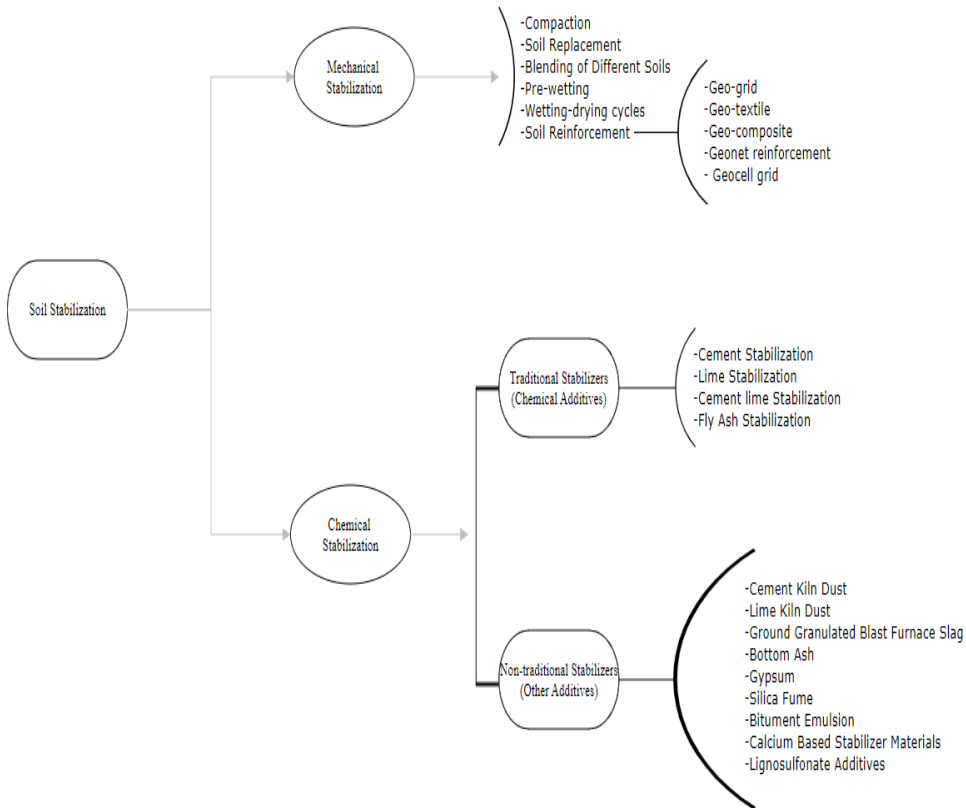 Mechanical
Stabilization
-Compaction
-Soil Replacement
-Blending of Different Soils
-Pre-wetting
-Wetting-drying cycles
-Soil Reinforcement
-Geo-grid
-Geo-textile
-Geo-composite
-Geonet reinforcement
- Geocell grid
Soil Stabilization
Traditional Stabilizers
(Chemical Additives)
-Cement Stabilization
-Lime Stabilization
-Cement lime Stabilization
-Fly Ash Stabilization
Chemical
Stabilization
Non-traditional Stabilizers
(Other Additives)
-Cement Kiln Dust
-Lime Kiln Dust
-Ground Granulated Blast Furnace Slag
-Bottom Ash
-Gypsum
-Silica Fume
-Bitument Emulsion
-Calcium Based Stabilizer Materials
-Lignosulfonate Additives